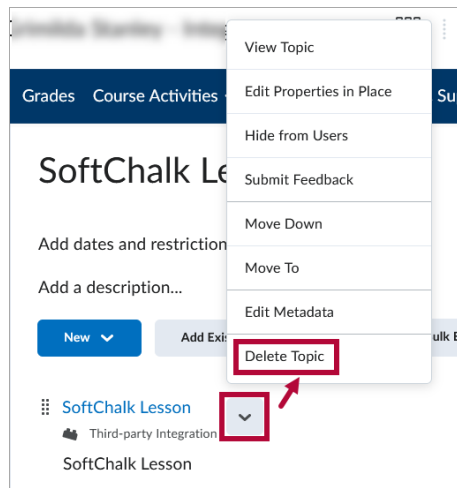 View Topic
Grades Course Activities Su
Edit Properties in Place
Hide from Users
SoftChalk Le
Submit Feedback
Move Down
Add dates and restriction
Move To
Add a description...
Edit Metadata
New Add Exi ulk E
Delete Topic
SoftChalk Lesson
Third-party Integration
SoftChalk Lesson